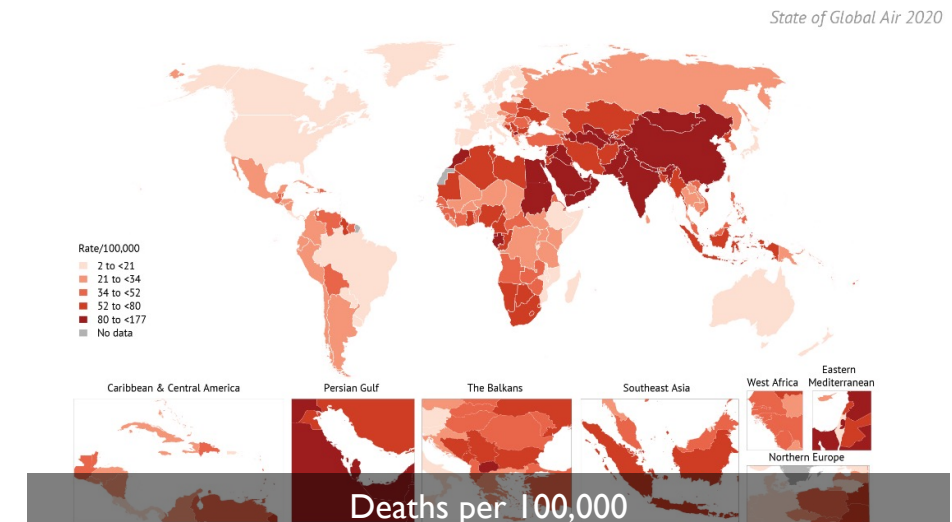 State of Global Air 2020
Rate/100,000
2 to <21
21 to <34
34 to <52
52 to <80
80 to <177
No data
Caribbean & Central America
Persian Gulf
The Balkans
Southeast Asia
West Africa
Eastern
Mediterranean
Northern Europe
Deaths per 100,000